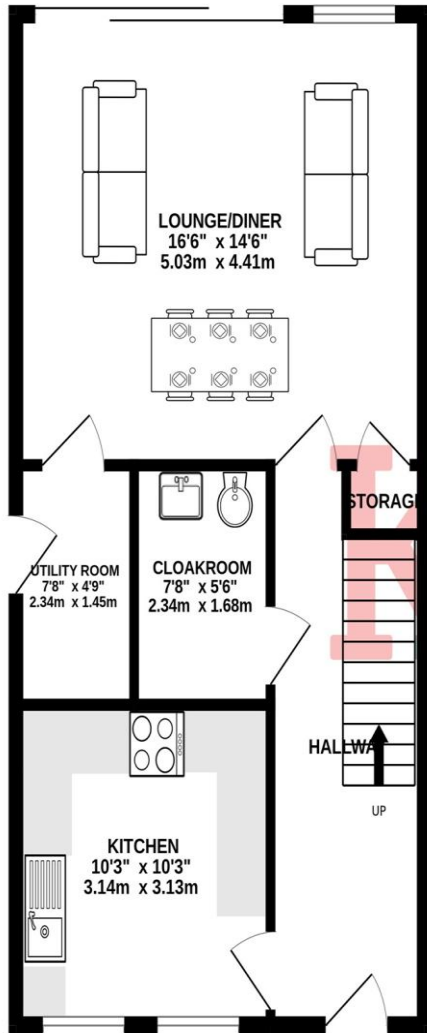 LOUNGE/DINER
16'6" x 14'6"
5.03m x 4.41m
STORAGE
UTILITY ROOM
7'8" x 4'9"
2.34m x 1.45m
CLOAKROOM
7'8" x 5'6"
2.34m x 1.68m
HALLWA
UP
KITCHEN
10'3" x 10'3"
3.14m x 3.13m